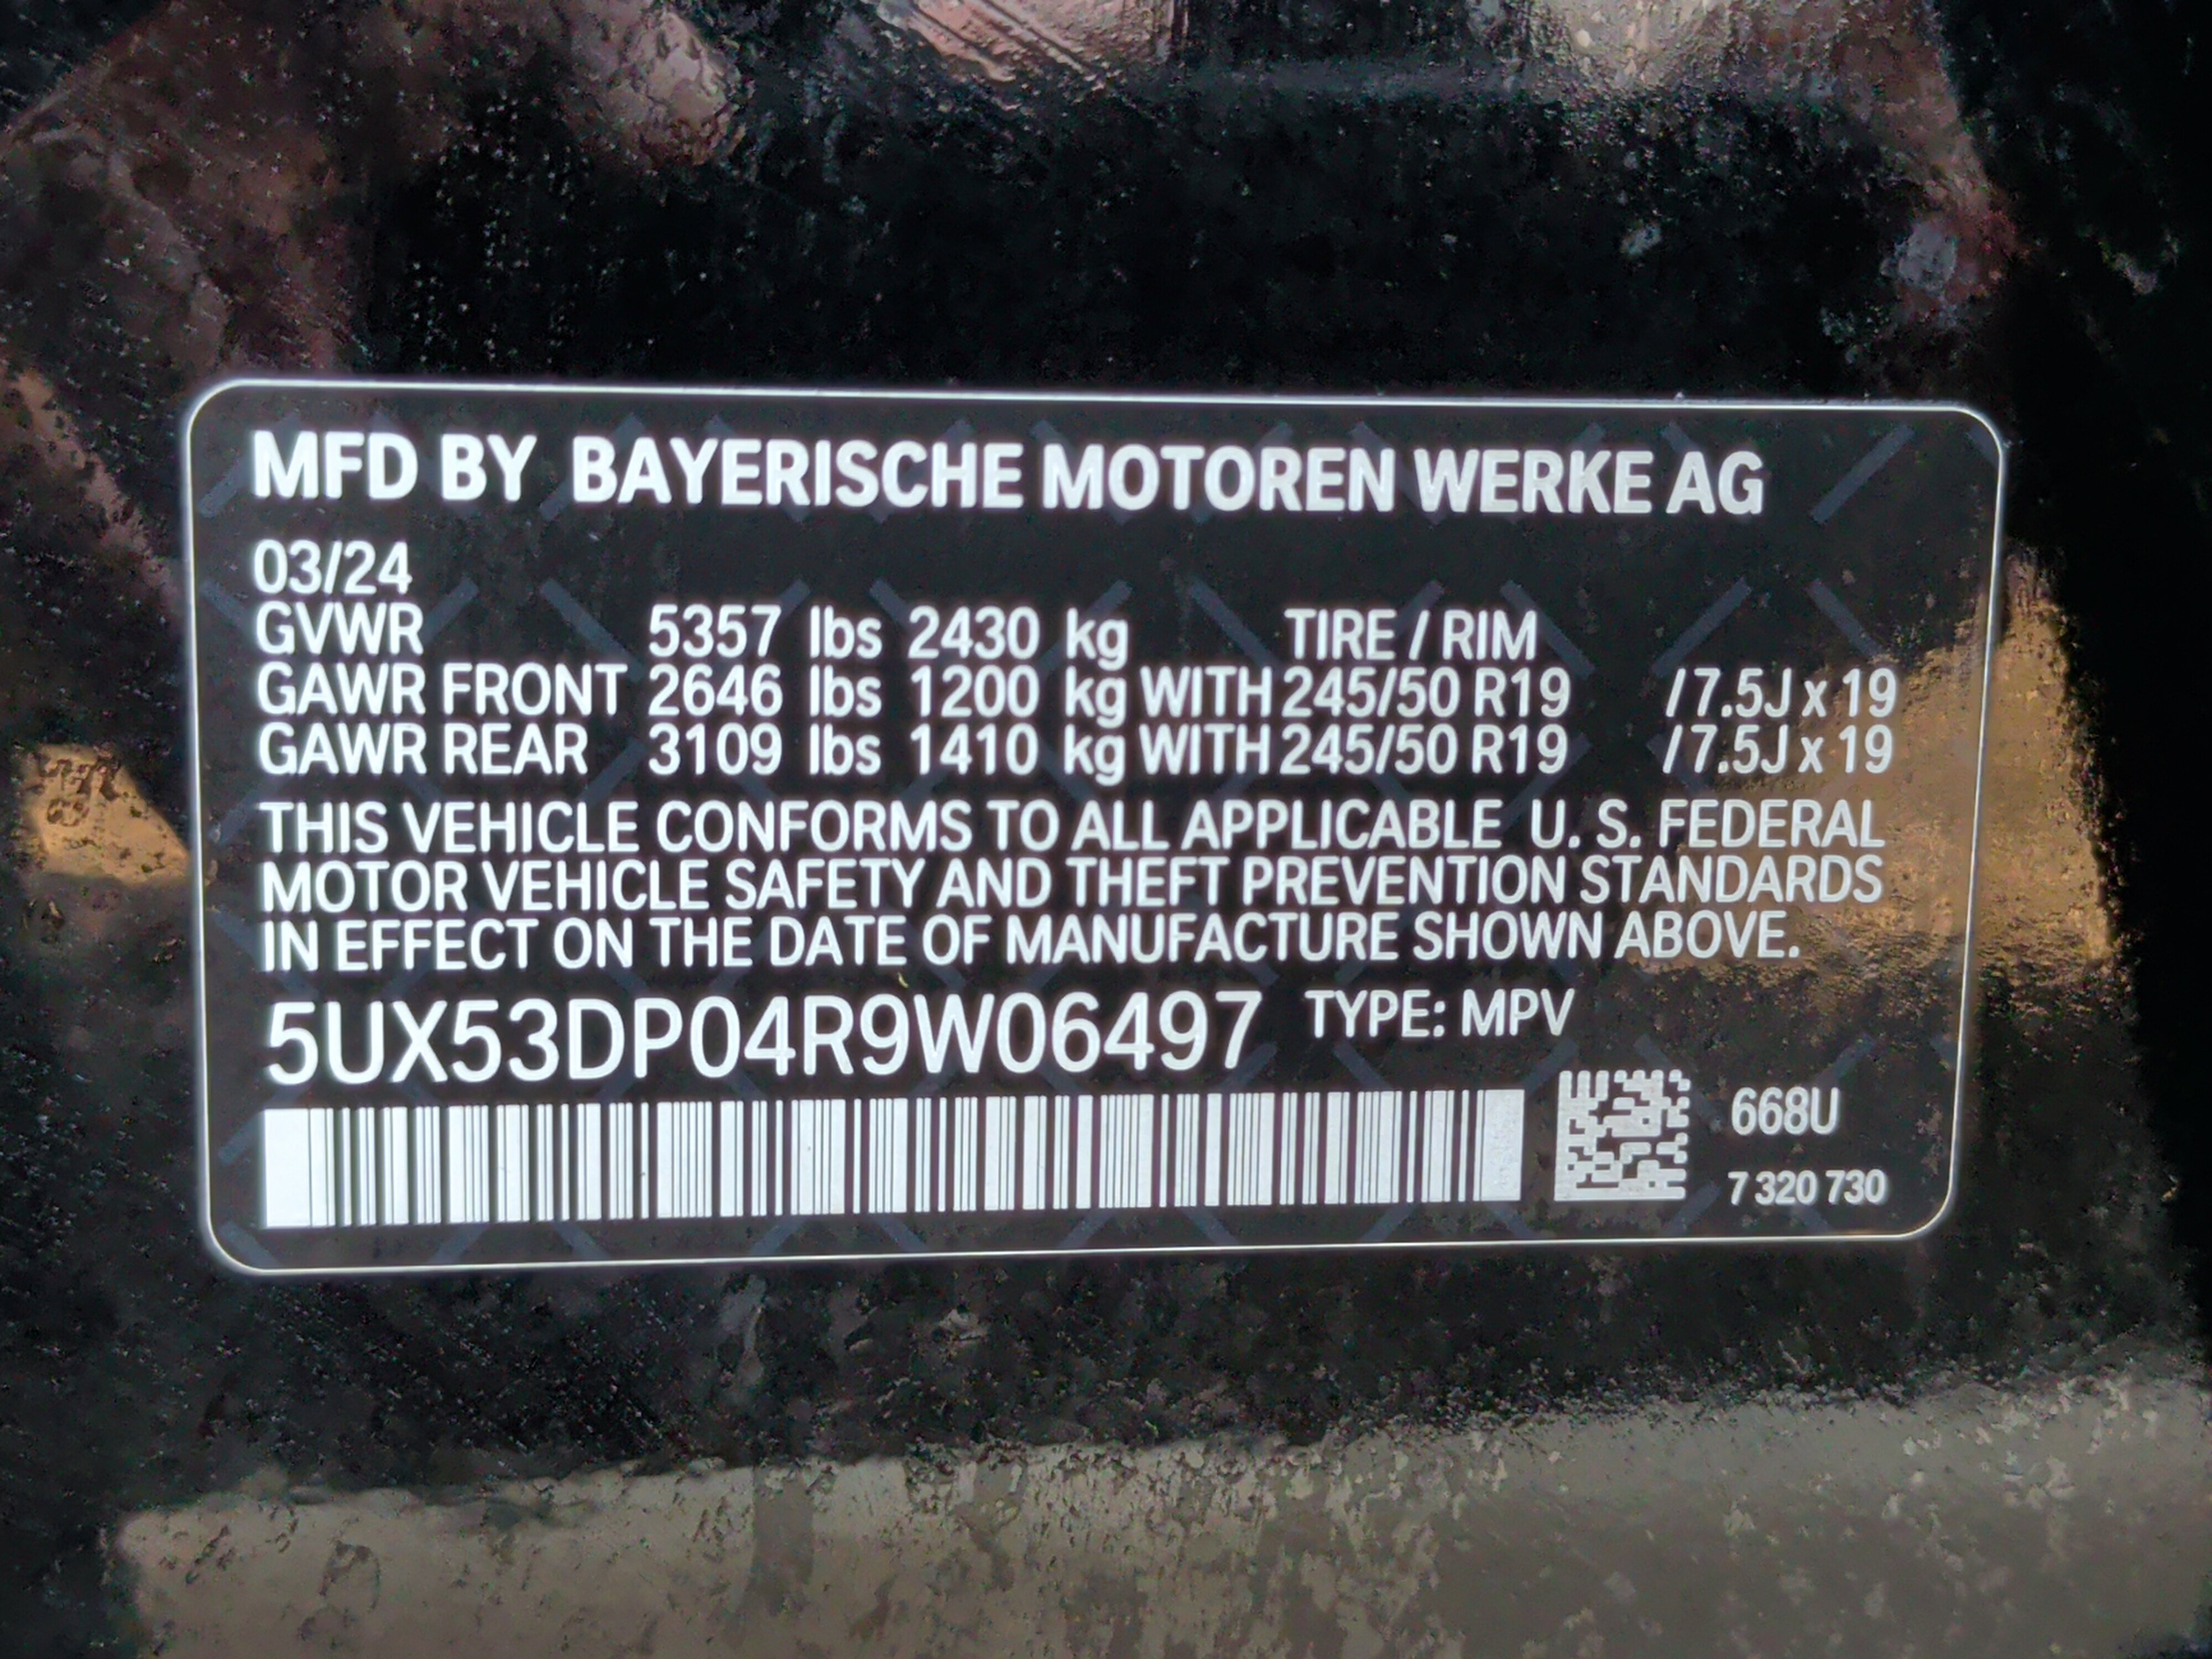 MFD BY BAYERISCHE MOTOREN WERKE AG
03/24
GVWR 5357 lbs 2430 kg TIRE / RIM
GAWR FRONT 2646 lbs 1200 kg WITH 245/50 R19 / 7.5J x 19
GAWR REAR 3109 lbs 1410 kg WITH 245/50 R19 / 7.5J x 19
THIS VEHICLE CONFORMS TO ALL APPLICABLE U. S. FEDERAL
MOTOR VEHICLE SAFETY AND THEFT PREVENTION STANDARDS
IN EFFECT ON THE DATE OF MANUFACTURE SHOWN ABOVE.
5UX53DP04R9W06497 TYPE: MPV
668U
7 320 730